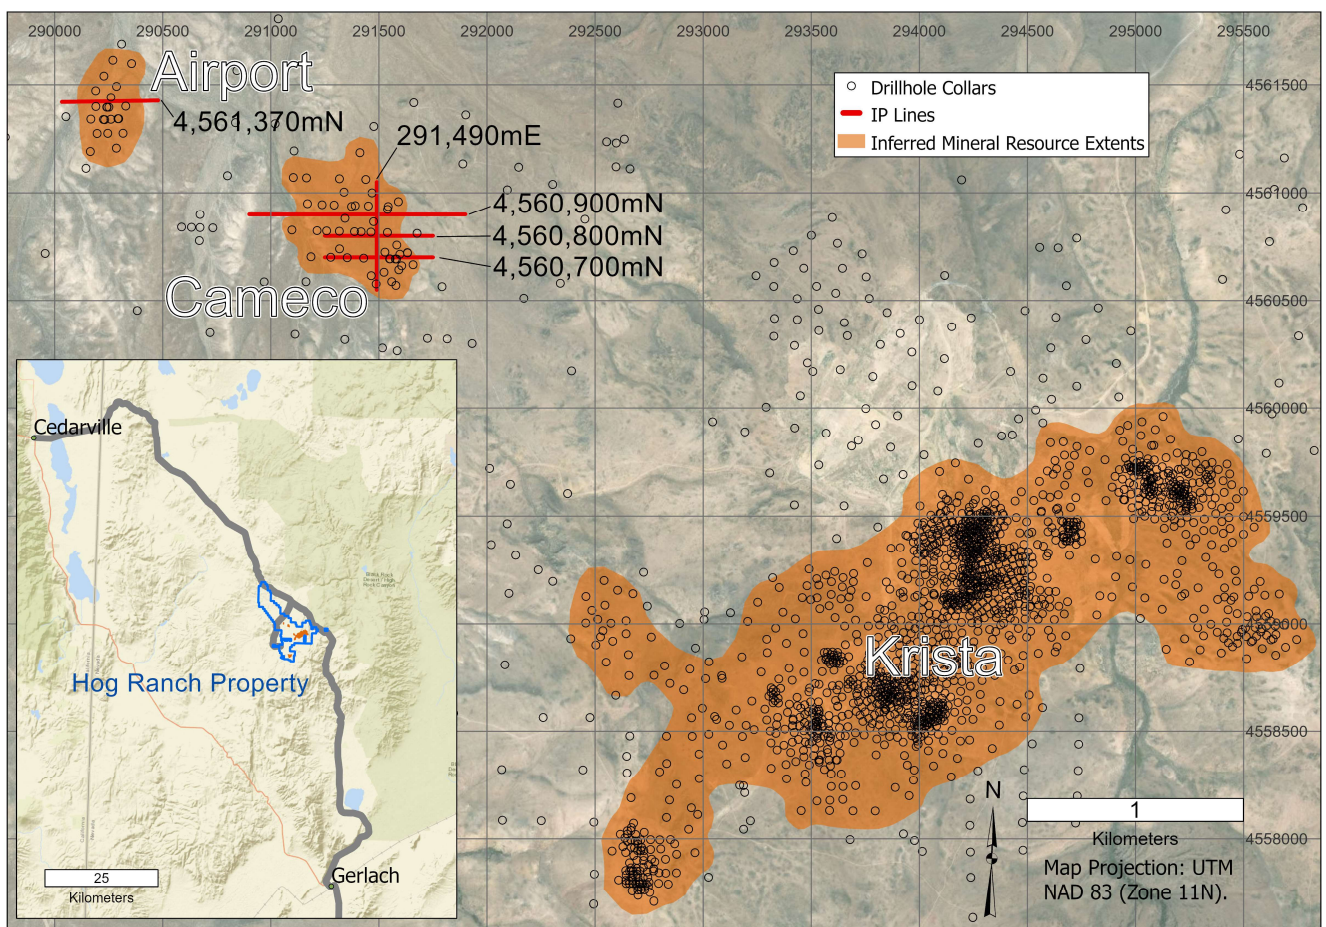 290000 290500 291000 291500 292000 292500 293000 293500 294000 294500 295000 295500
Airport
4,561,370mN
291,490mE
4,560,900mN
4,560,800mN
4,560,700mN
Cameco
Drillhole Collars
IP Lines
Inferred Mineral Resource Extents
4561500
4561000
4560500
4560000
4559500
4559000
4558500
4558000
Krista
Cedarville
Hog Ranch Property
Gerlach
25
Kilometers
N
1
Kilometers
Map Projection: UTM
NAD 83 (Zone 11N).